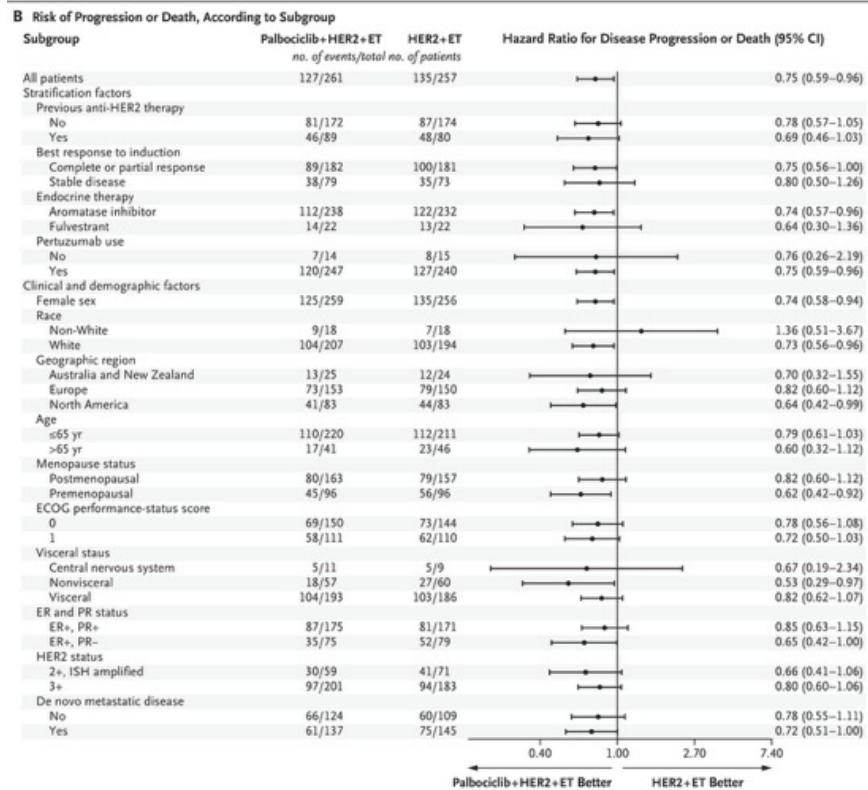 B Risk of Progression or Death, According to Subgroup
Subgroup Palbociclib+HER2+ET HER2+ET Hazard Ratio for Disease Progression or Death (95% CI)
no. of events/total no. of patients
All patients 127/261 135/257 0.75 (0.59–0.96)
Stratification factors
Previous anti-HER2 therapy
No 81/172 87/174 0.78 (0.57–1.05)
Yes 46/89 48/80 0.69 (0.46–1.03)
Best response to induction
Complete or partial response 89/182 100/181 0.75 (0.56–1.00)
Stable disease 38/79 35/73 0.80 (0.50–1.26)
Endocrine therapy
Aromatase inhibitor 112/238 122/232 0.74 (0.57–0.96)
Fulvestrant 14/22 13/22 0.64 (0.30–1.36)
Pertuzumab use
No 7/14 8/15 0.76 (0.26–2.19)
Yes 120/247 127/240 0.75 (0.59–0.96)
Clinical and demographic factors
Female sex 125/259 135/256 0.74 (0.58–0.94)
Race
Non-White 9/18 7/18 1.36 (0.51–3.67)
White 104/207 103/194 0.73 (0.56–0.96)
Geographic region
Australia and New Zealand 13/25 12/24 0.70 (0.32–1.55)
Europe 73/153 79/150 0.82 (0.60–1.12)
North America 41/83 44/83 0.64 (0.42–0.99)
Age
≤65 yr 110/220 112/211 0.79 (0.61–1.03)
>65 yr 17/41 23/46 0.60 (0.32–1.12)
Menopause status
Postmenopausal 80/163 79/157 0.82 (0.60–1.12)
Premenopausal 45/96 56/96 0.62 (0.42–0.92)
ECOG performance-status score
0 69/150 73/144 0.78 (0.56–1.08)
1 58/111 62/110 0.72 (0.50–1.03)
Visceral staus
Central nervous system 5/11 5/9 0.67 (0.19–2.34)
Nonvisceral 18/57 27/60 0.53 (0.29–0.97)
Visceral 104/193 103/186 0.82 (0.62–1.07)
ER and PR status
ER+, PR+ 87/175 81/171 0.85 (0.63–1.15)
ER+, PR− 35/75 52/79 0.65 (0.42–1.00)
HER2 status
2+, ISH amplified 30/59 41/71 0.66 (0.41–1.06)
3+ 97/201 94/183 0.80 (0.60–1.06)
De novo metastatic disease
No 66/124 60/109 0.78 (0.55–1.11)
Yes 61/137 75/145 0.72 (0.51–1.00)
0.40 1.00 2.70 7.40
Palbociclib+HER2+ET Better HER2+ET Better